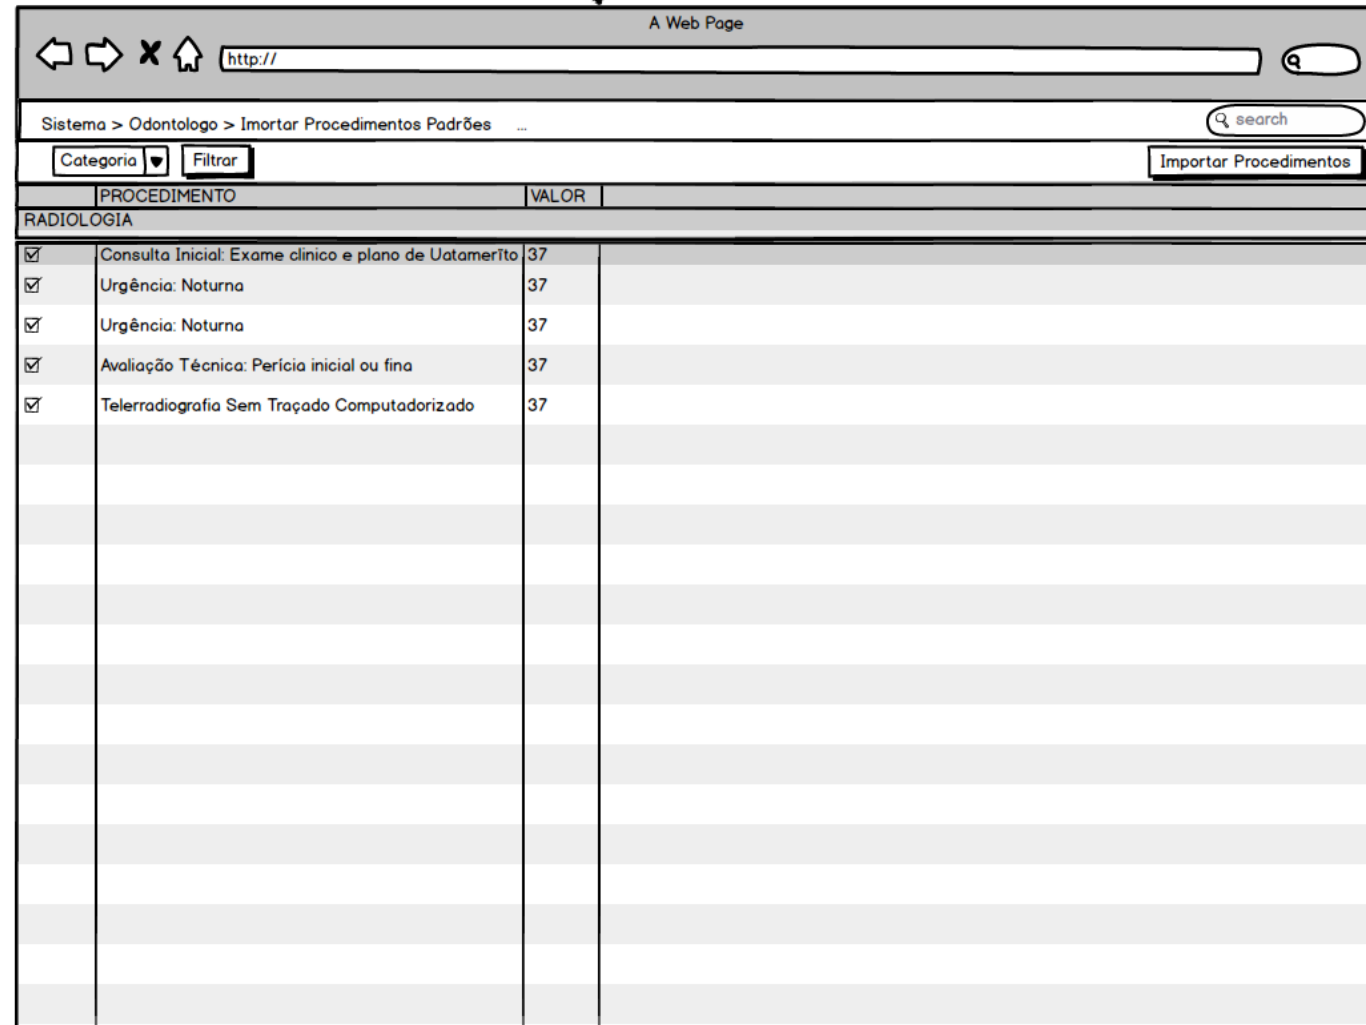 A Web Page
http://
Sistema > Odontologo > Imortar Procedimentos Padrões ...
search
Categoria Filtrar Importar Procedimentos
PROCEDIMENTO VALOR
RADIOLOGIA
Consulta Inicial: Exame clinico e plano de Uatamerîto 37
Urgência: Noturna 37
Urgência: Noturna 37
Avaliação Técnica: Perícia inicial ou fina 37
Telerradiografia Sem Traçado Computadorizado 37